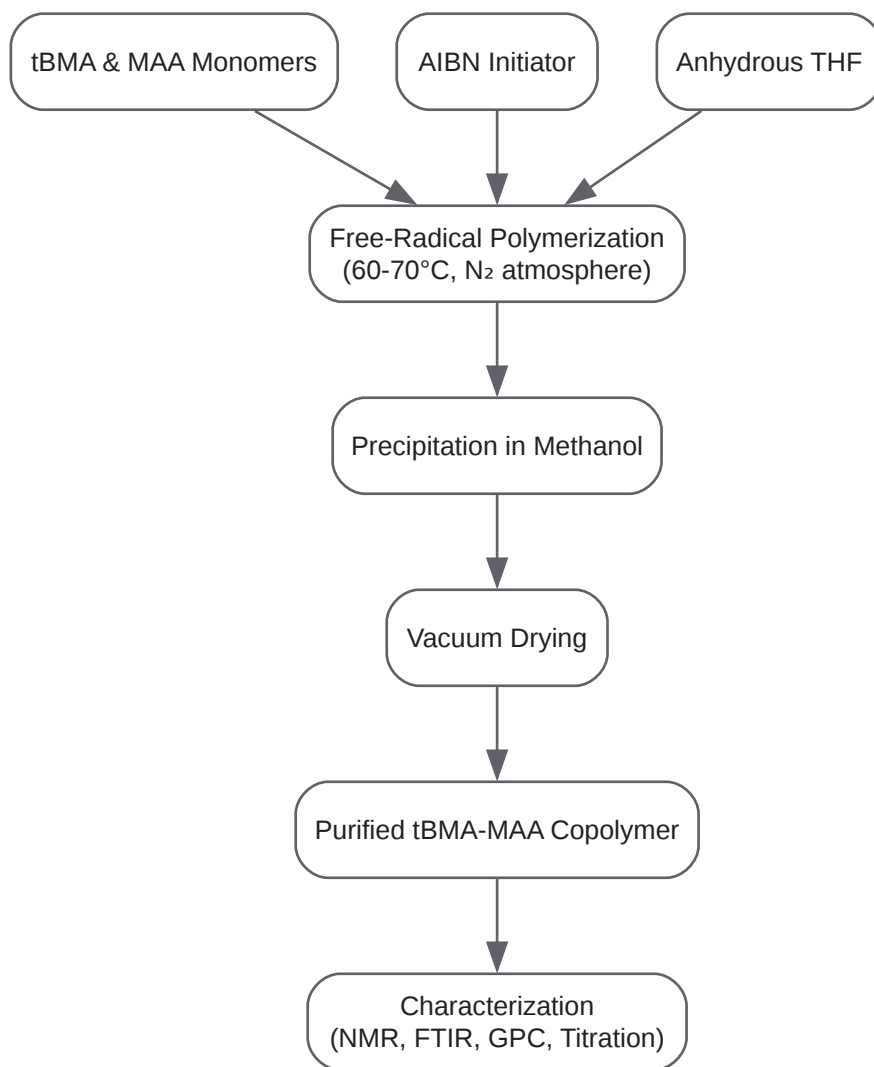 tBMA & MAA Monomers
AIBN Initiator
Anhydrous THF
Free-Radical Polymerization
(60-70°C, N₂ atmosphere)
Precipitation in Methanol
Vacuum Drying
Purified tBMA-MAA Copolymer
Characterization
(NMR, FTIR, GPC, Titration)